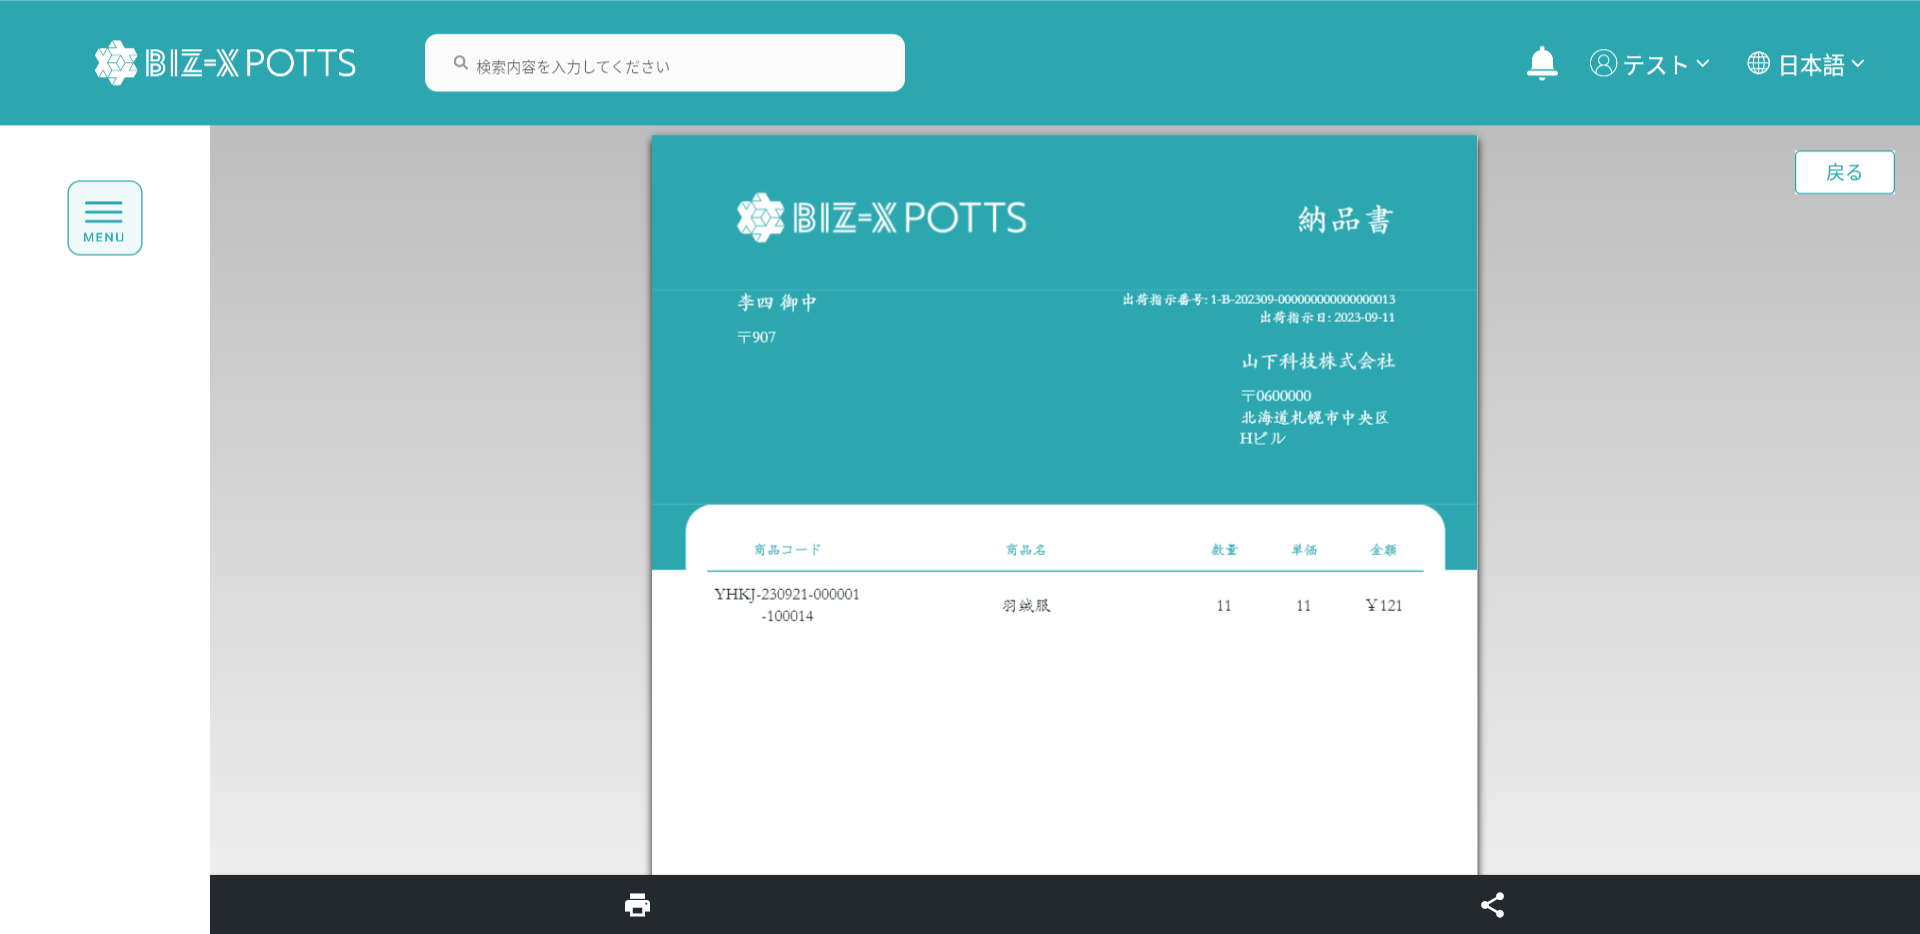 BIZ=X POTTS
検索内容を入力してください
テスト
日本語
MENU
戻る
BIZ=X POTTS
納品書
李四 御中
〒907
出荷指示番号: 1-B-202309-000000000000000013
出荷指示日: 2023-09-11
山下科技株式会社
〒0600000
北海道札幌市中央区
Hビル
商品コード 商品名 数量 単価 金額
YHKJ-230921-000001
-100014
羽絨服 11 11 ¥121